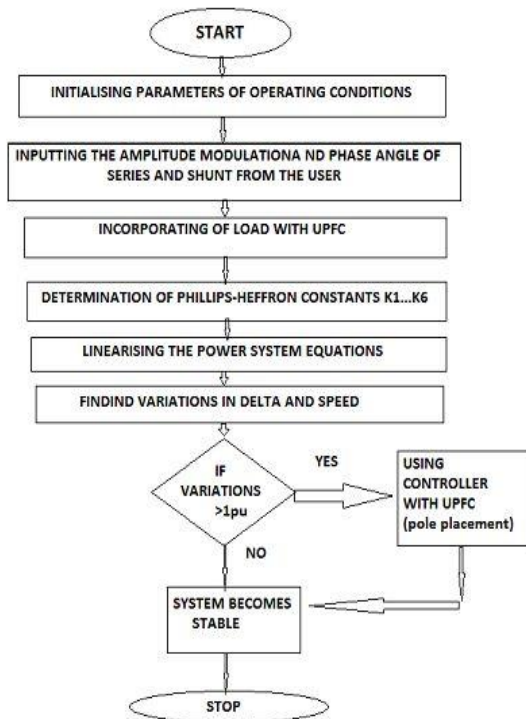 START
INITIALISING PARAMETERS OF OPERATING CONDITIONS
INPUTTING THE AMPLITUDE MODULATIONA ND PHASE ANGLE OF
SERIES AND SHUNT FROM THE USER
INCORPORATING OF LOAD WITH UPFC
DETERMINATION OF PHILLIPS-HEFFRON CONSTANTS K1...K6
LINEARISING THE POWER SYSTEM EQUATIONS
FINDIND VARIATIONS IN DELTA AND SPEED
IF
VARIATIONS
>1pu
YES
USING
CONTROLLER
WITH UPFC
(pole placement)
NO
SYSTEM BECOMES
STABLE
STOP